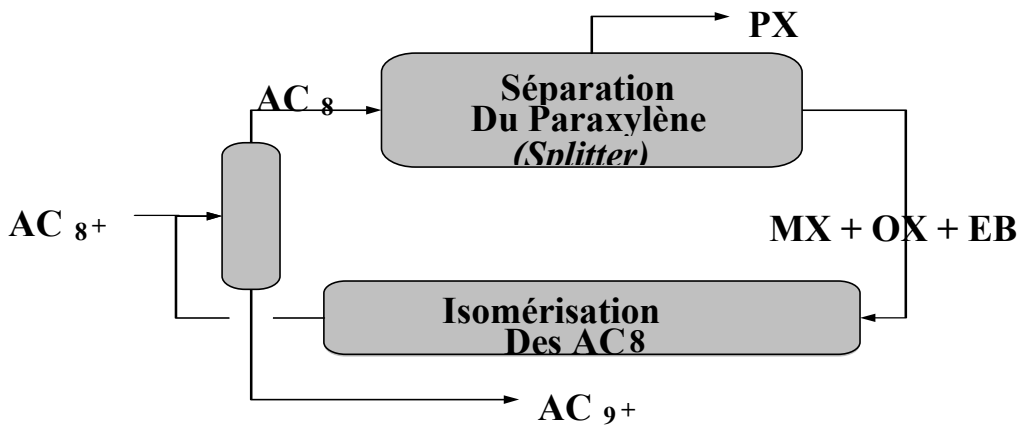 PX
AC 8
Séparation
Du Paraxylène
(Splitter)
AC 8+
MX + OX + EB
Isomérisation
Des AC8
AC 9+